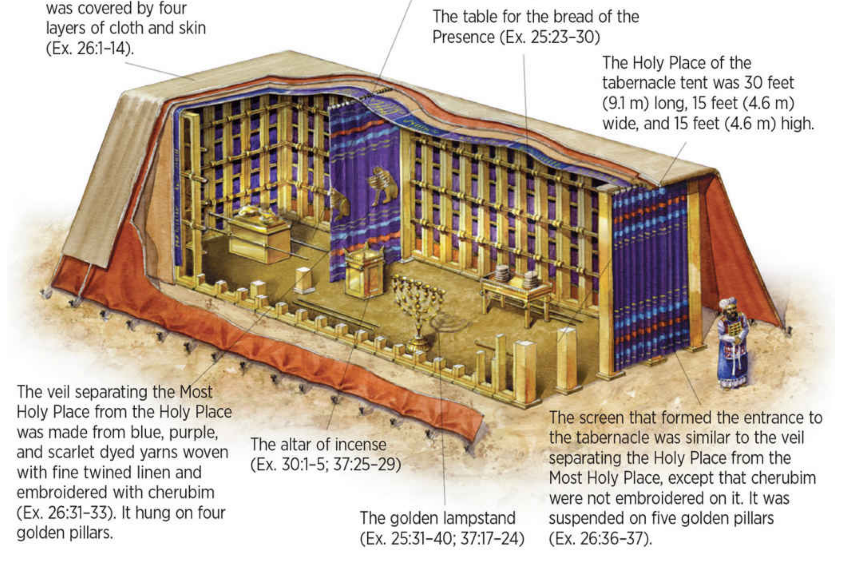 was covered by four
layers of cloth and skin
(Ex. 26:1–14).
The table for the bread of the
Presence (Ex. 25:23–30)
The Holy Place of the
tabernacle tent was 30 feet
(9.1 m) long, 15 feet (4.6 m)
wide, and 15 feet (4.6 m) high.
The veil separating the Most
Holy Place from the Holy Place
was made from blue, purple,
and scarlet dyed yarns woven
with fine twined linen and
embroidered with cherubim
(Ex. 26:31–33). It hung on four
golden pillars.
The altar of incense
(Ex. 30:1–5; 37:25–29)
The golden lampstand
(Ex. 25:31–40; 37:17–24)
The screen that formed the entrance to
the tabernacle was similar to the veil
separating the Holy Place from the
Most Holy Place, except that cherubim
were not embroidered on it. It was
suspended on five golden pillars
(Ex. 26:36–37).